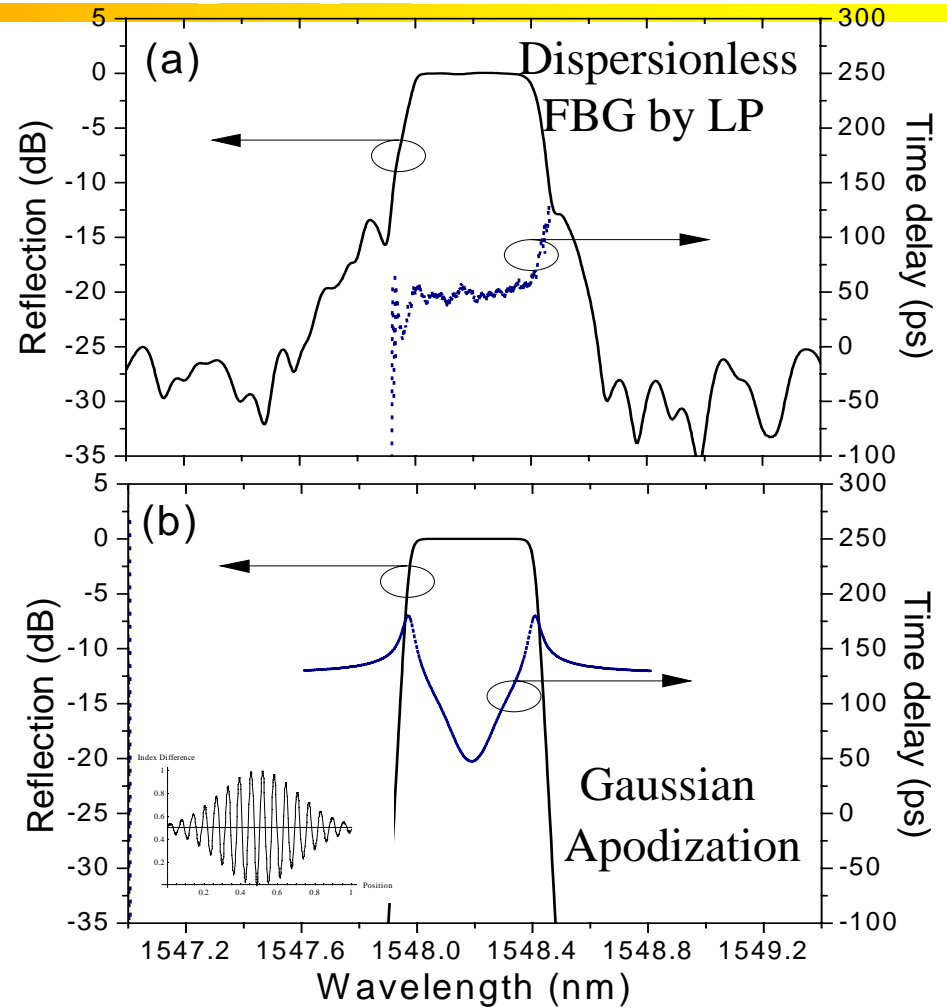 (a)
Dispersionless
FBG by LP
Reflection (dB)
5
0
-5
-10
-15
-20
-25
-30
-35
Time delay (ps)
300
250
200
150
100
50
0
-50
-100
(b)
Gaussian
Apodization
Reflection (dB)
5
0
-5
-10
-15
-20
-25
-30
-35
Time delay (ps)
300
250
200
150
100
50
0
-50
-100
Index Difference
1
0.8
0.6
0.4
0.2
0.2 0.4 0.6 0.8 1
Position
1547.2 1547.6 1548.0 1548.4 1548.8 1549.2
Wavelength (nm)